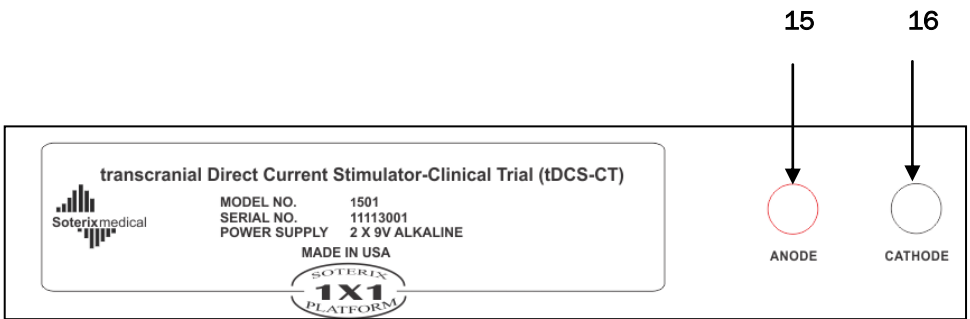 15 16
transcranial Direct Current Stimulator-Clinical Trial (tDCS-CT)
Soterixmedical
MODEL NO. 1501
SERIAL NO. 11113001
POWER SUPPLY 2 X 9V ALKALINE
MADE IN USA
SOTERIX
1X1
PLATFORM
ANODE CATHODE